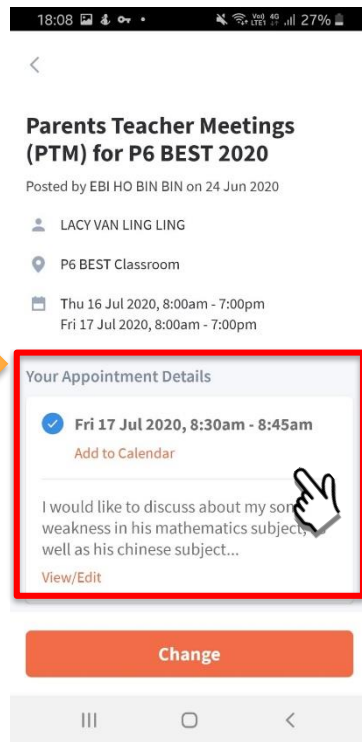 18:08 27%
Parents Teacher Meetings
(PTM) for P6 BEST 2020
Posted by EBI HO BIN BIN on 24 Jun 2020
LACY VAN LING LING
P6 BEST Classroom
Thu 16 Jul 2020, 8:00am - 7:00pm
Fri 17 Jul 2020, 8:00am - 7:00pm
Your Appointment Details
Fri 17 Jul 2020, 8:30am - 8:45am
Add to Calendar
I would like to discuss about my son
weakness in his mathematics subject,
well as his chinese subject...
View/Edit
Change